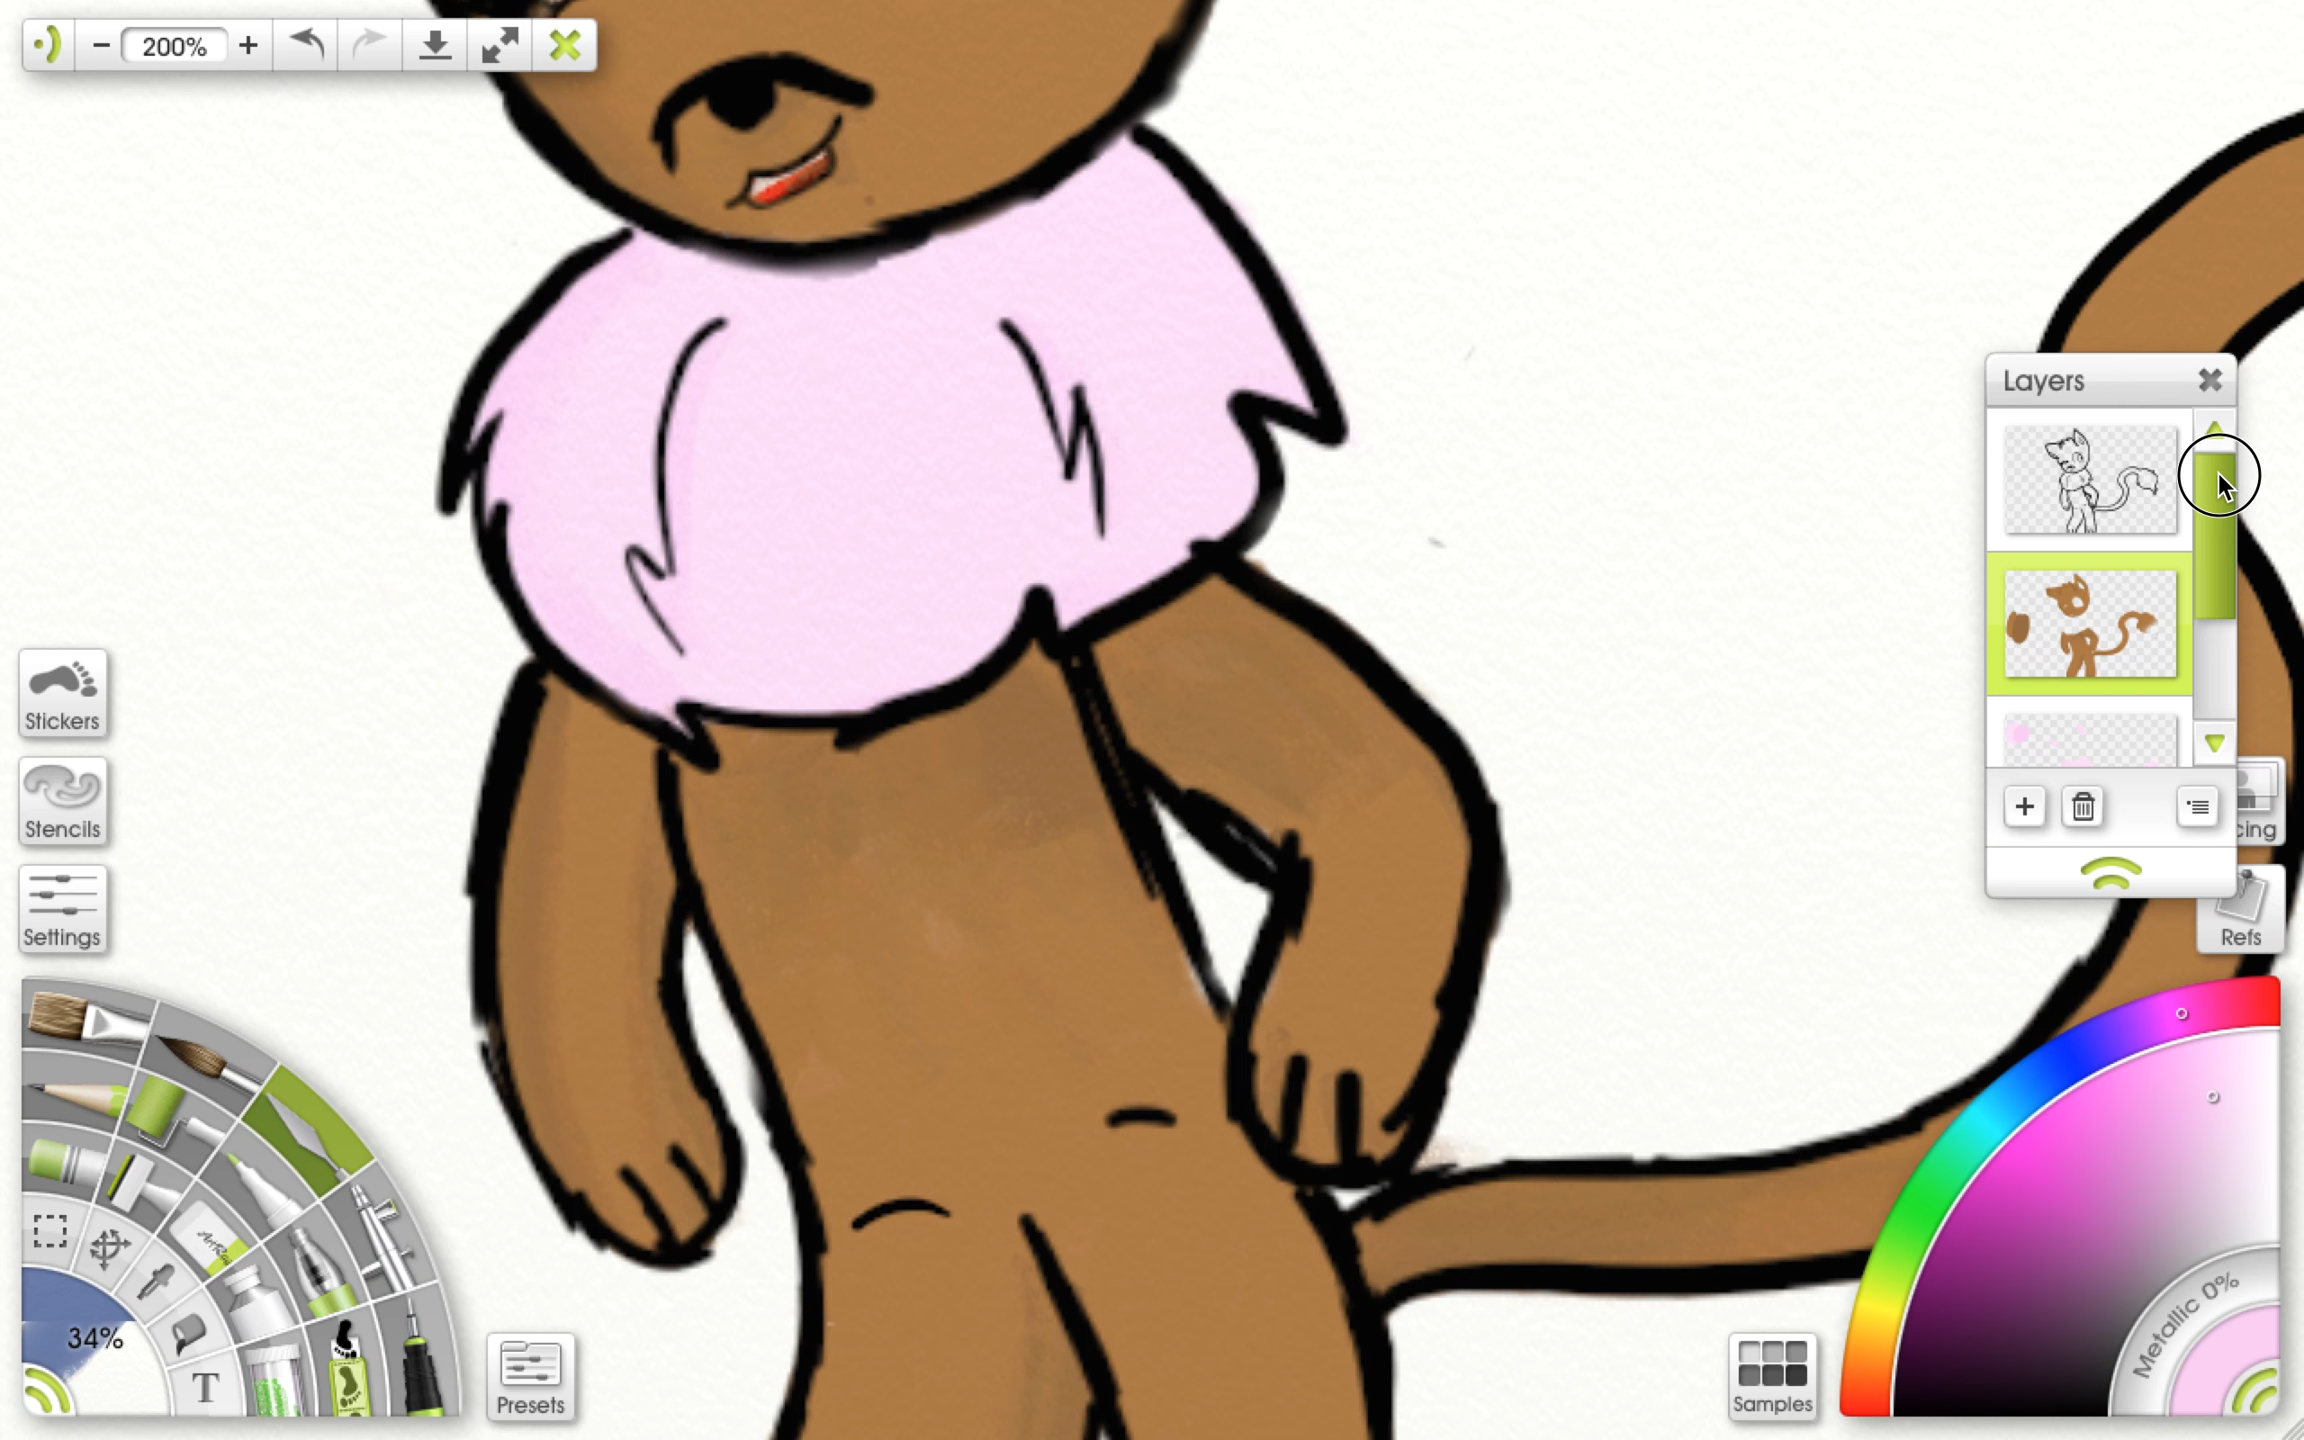 200%
Layers
Stickers
Stencils
Settings
cing
Refs
34%
T
Presets
Samples
Metallic 0%